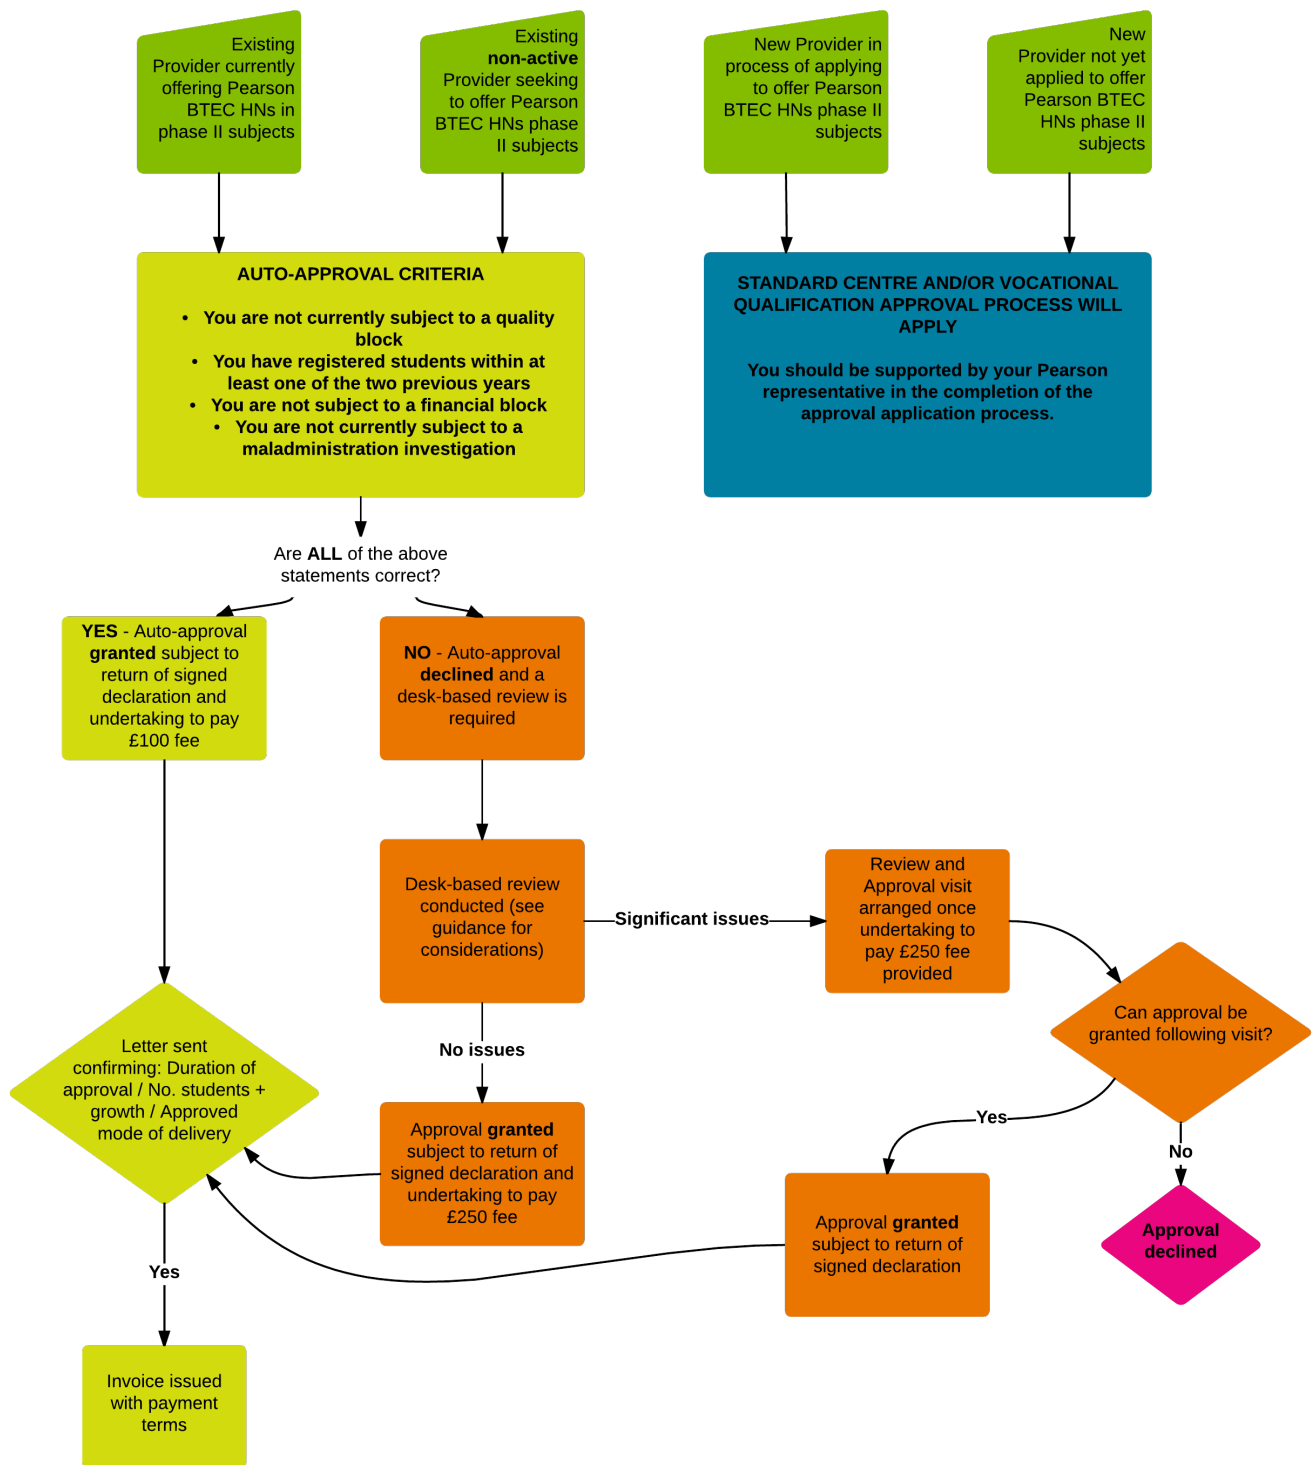 Existing
Provider currently
offering Pearson
BTEC HNs in
phase II subjects
Existing
non-active
Provider seeking
to offer Pearson
BTEC HNs phase
II subjects
New Provider in
process of applying
to offer Pearson
BTEC HNs phase II
subjects
New
Provider not yet
applied to offer
Pearson BTEC
HNs phase II
subjects
AUTO-APPROVAL CRITERIA
• You are not currently subject to a quality
block
• You have registered students within at
least one of the two previous years
• You are not subject to a financial block
• You are not currently subject to a
maladministration investigation
STANDARD CENTRE AND/OR VOCATIONAL
QUALIFICATION APPROVAL PROCESS WILL
APPLY
You should be supported by your Pearson
representative in the completion of the
approval application process.
Are ALL of the above
statements correct?
YES - Auto-approval
granted subject to
return of signed
declaration and
undertaking to pay
£100 fee
NO - Auto-approval
declined and a
desk-based review is
required
Desk-based review
conducted (see
guidance for
considerations)
Significant issues
Review and
Approval visit
arranged once
undertaking to
pay £250 fee
provided
Can approval be
granted following visit?
No issues
Letter sent
confirming: Duration of
approval / No. students +
growth / Approved
mode of delivery
Approval granted
subject to return of
signed declaration and
undertaking to pay
£250 fee
Yes
No
Approval granted
subject to return of
signed declaration
Approval
declined
Yes
Invoice issued
with payment
terms